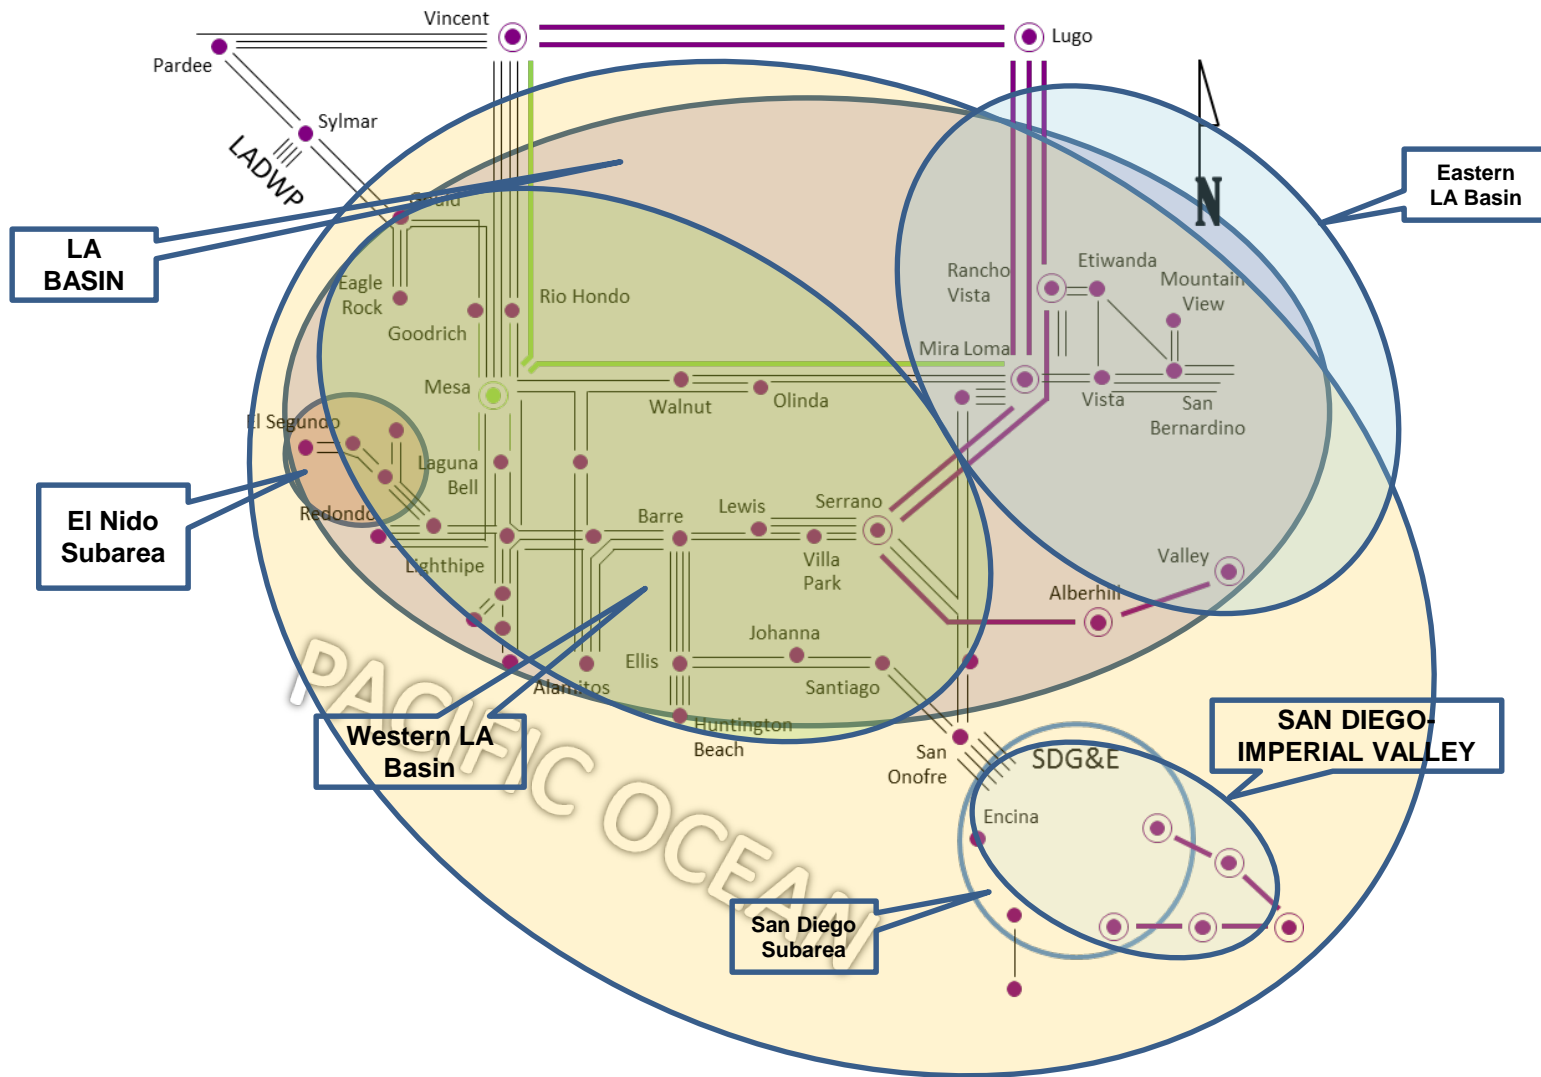 Vincent
Lugo
Pardee
Sylmar
LADWP
Gould
N
Eastern
LA Basin
LA
BASIN
Eagle
Rock
Goodrich
Rio Hondo
Rancho
Vista
Etiwanda
Mountain
View
Mira Loma
Mesa
Walnut
Olinda
Vista
San
Bernardino
El Segundo
Laguna
Bell
El Nido
Subarea
Redondo
Lighthipe
Barre
Lewis
Serrano
Villa
Park
Valley
Alberhill
Johanna
Ellis
Santiago
Alamitos
Huntington
Beach
PACIFIC OCEAN
Western LA
Basin
San
Onofre
SDG&E
SAN DIEGO-
IMPERIAL VALLEY
Encina
San Diego
Subarea